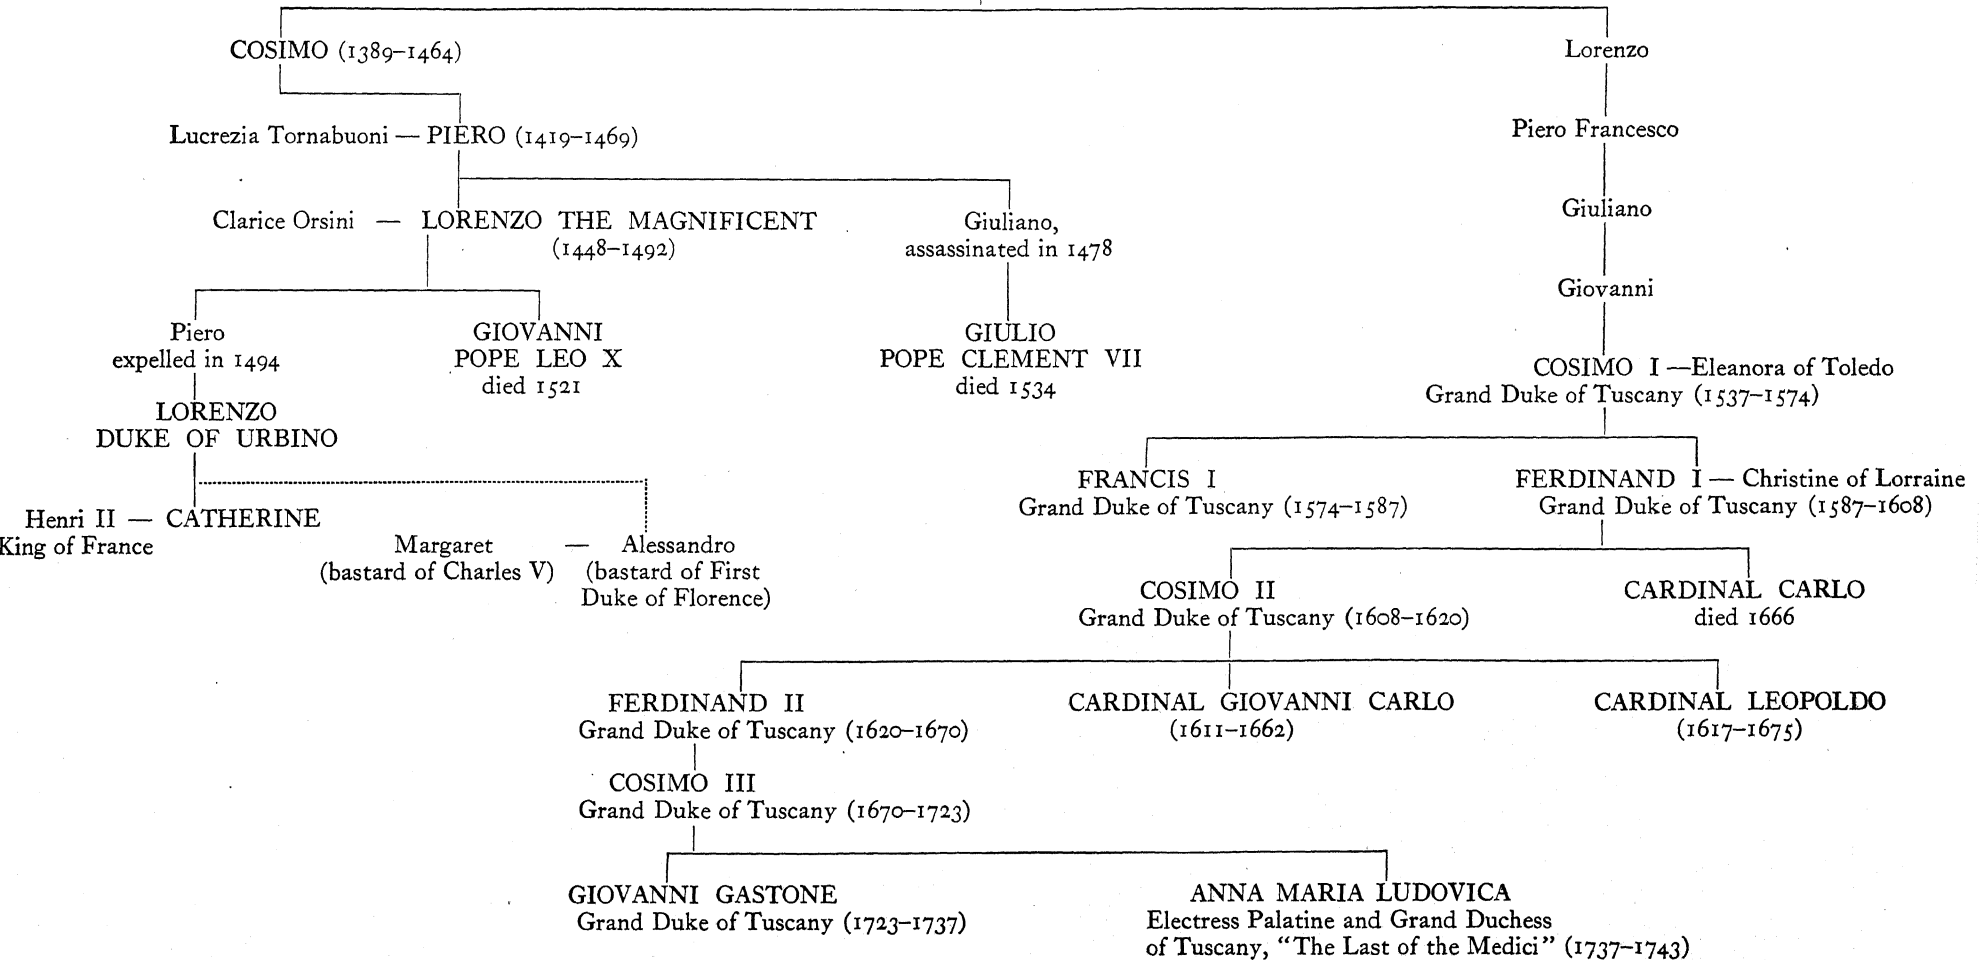 COSIMO (1389–1464)
Lorenzo
Lucrezia Tornabuoni — PIERO (1419–1469)
Piero Francesco
Clarice Orsini — LORENZO THE MAGNIFICENT
(1448–1492)
Giuliano,
assassinated in 1478
Giuliano
Giovanni
Piero
expelled in 1494
GIOVANNI
POPE LEO X
died 1521
GIULIO
POPE CLEMENT VII
died 1534
COSIMO I —Eleanora of Toledo
Grand Duke of Tuscany (1537–1574)
LORENZO
DUKE OF URBINO
FRANCIS I
Grand Duke of Tuscany (1574–1587)
FERDINAND I — Christine of Lorraine
Grand Duke of Tuscany (1587–1608)
Henri II — CATHERINE
King of France
Margaret — Alessandro
(bastard of Charles V) (bastard of First
Duke of Florence)
COSIMO II
Grand Duke of Tuscany (1608–1620)
CARDINAL CARLO
died 1666
FERDINAND II
Grand Duke of Tuscany (1620–1670)
CARDINAL GIOVANNI CARLO
(1611–1662)
CARDINAL LEOPOLDO
(1617–1675)
COSIMO III
Grand Duke of Tuscany (1670–1723)
GIOVANNI GASTONE
Grand Duke of Tuscany (1723–1737)
ANNA MARIA LUDOVICA
Electress Palatine and Grand Duchess
of Tuscany, “The Last of the Medici” (1737–1743)